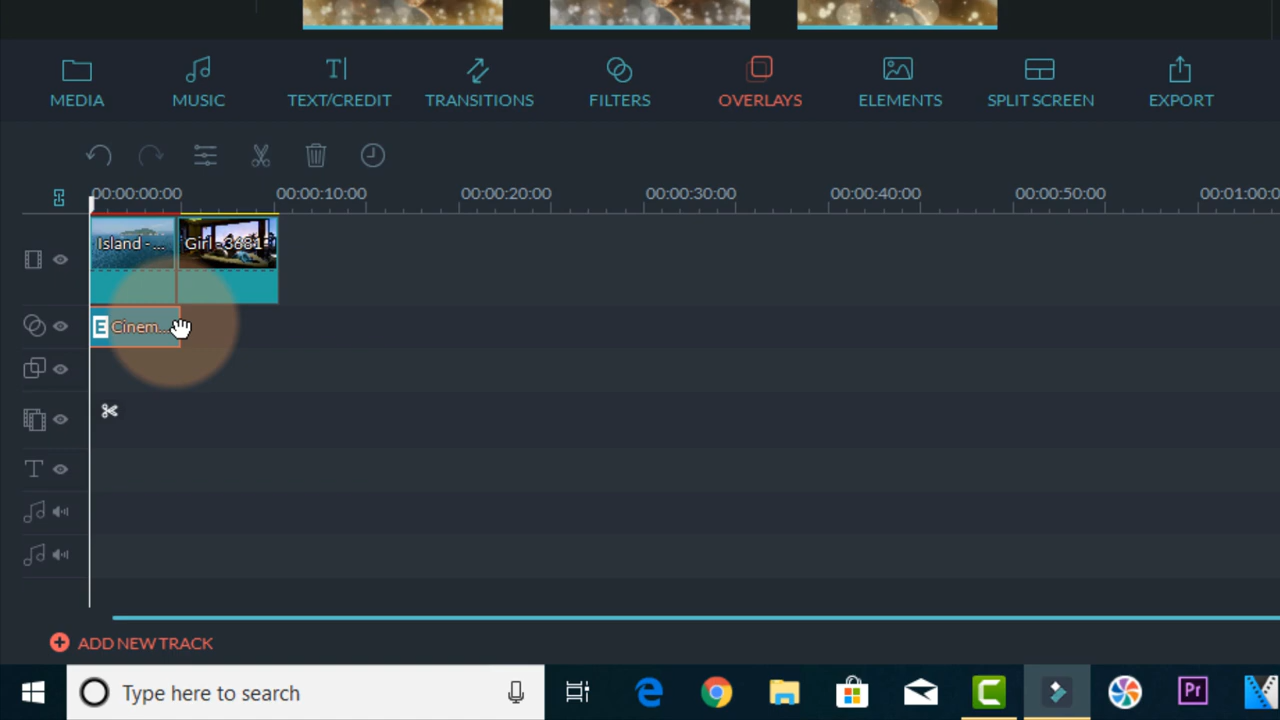 MEDIA MUSIC TEXT/CREDIT TRANSITIONS FILTERS OVERLAYS ELEMENTS SPLIT SCREEN EXPORT
00:00:00:00 00:00:10:00 00:00:20:00 00:00:30:00 00:00:40:00 00:00:50:00 00:01:00:0
Island - ... Girl - 3681
E Cinem...
T
ADD NEW TRACK
Type here to search
Pr